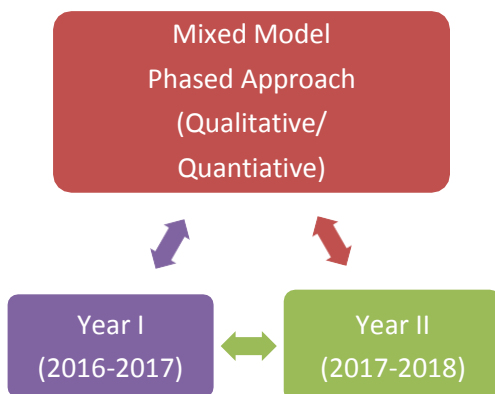 Mixed Model
Phased Approach
(Qualitative/
Quantiative)
Year I
(2016-2017)
Year II
(2017-2018)